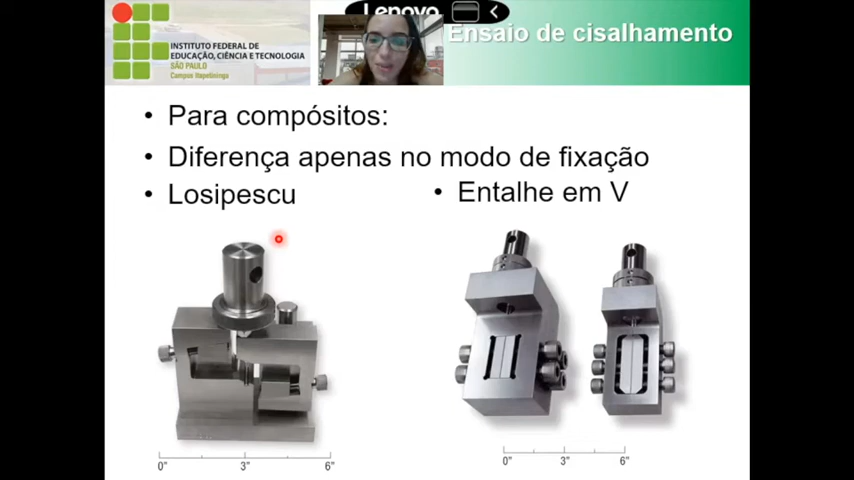 Lenovo
INSTITUTO FEDERAL DE
EDUCAÇÃO, CIÊNCIA E TECNOLOGIA
SÃO PAULO
Campus Itapetininga
Ensaio de cisalhamento
• Para compósitos:
• Diferença apenas no modo de fixação
• Losipescu
• Entalhe em V
0" 3" 6"
0" 3" 6"